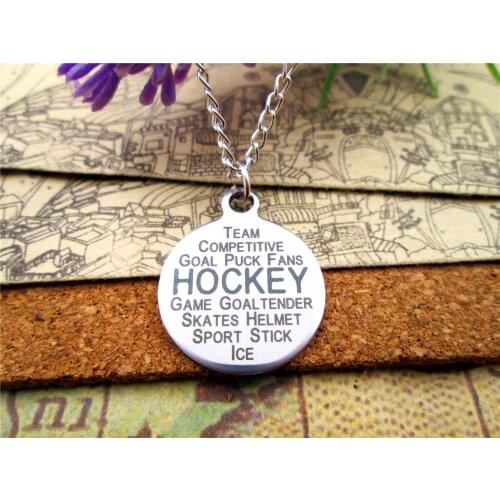 TEAM
COMPETITIVE
GOAL PUCK FANS
HOCKEY
GAME GOALTENDER
SKATES HELMET
SPORT STICK
ICE